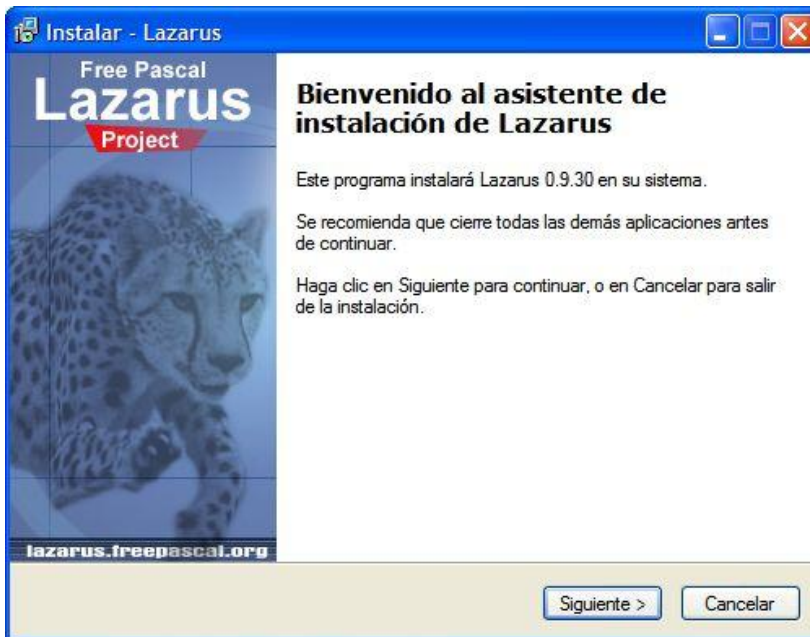 Instalar - Lazarus
Free Pascal
Lazarus
Project
Bienvenido al asistente de
instalación de Lazarus
Este programa instalará Lazarus 0.9.30 en su sistema.
Se recomienda que cierre todas las demás aplicaciones antes
de continuar.
Haga clic en Siguiente para continuar, o en Cancelar para salir
de la instalación.
lazarus.freepascal.org
Siguiente >
Cancelar